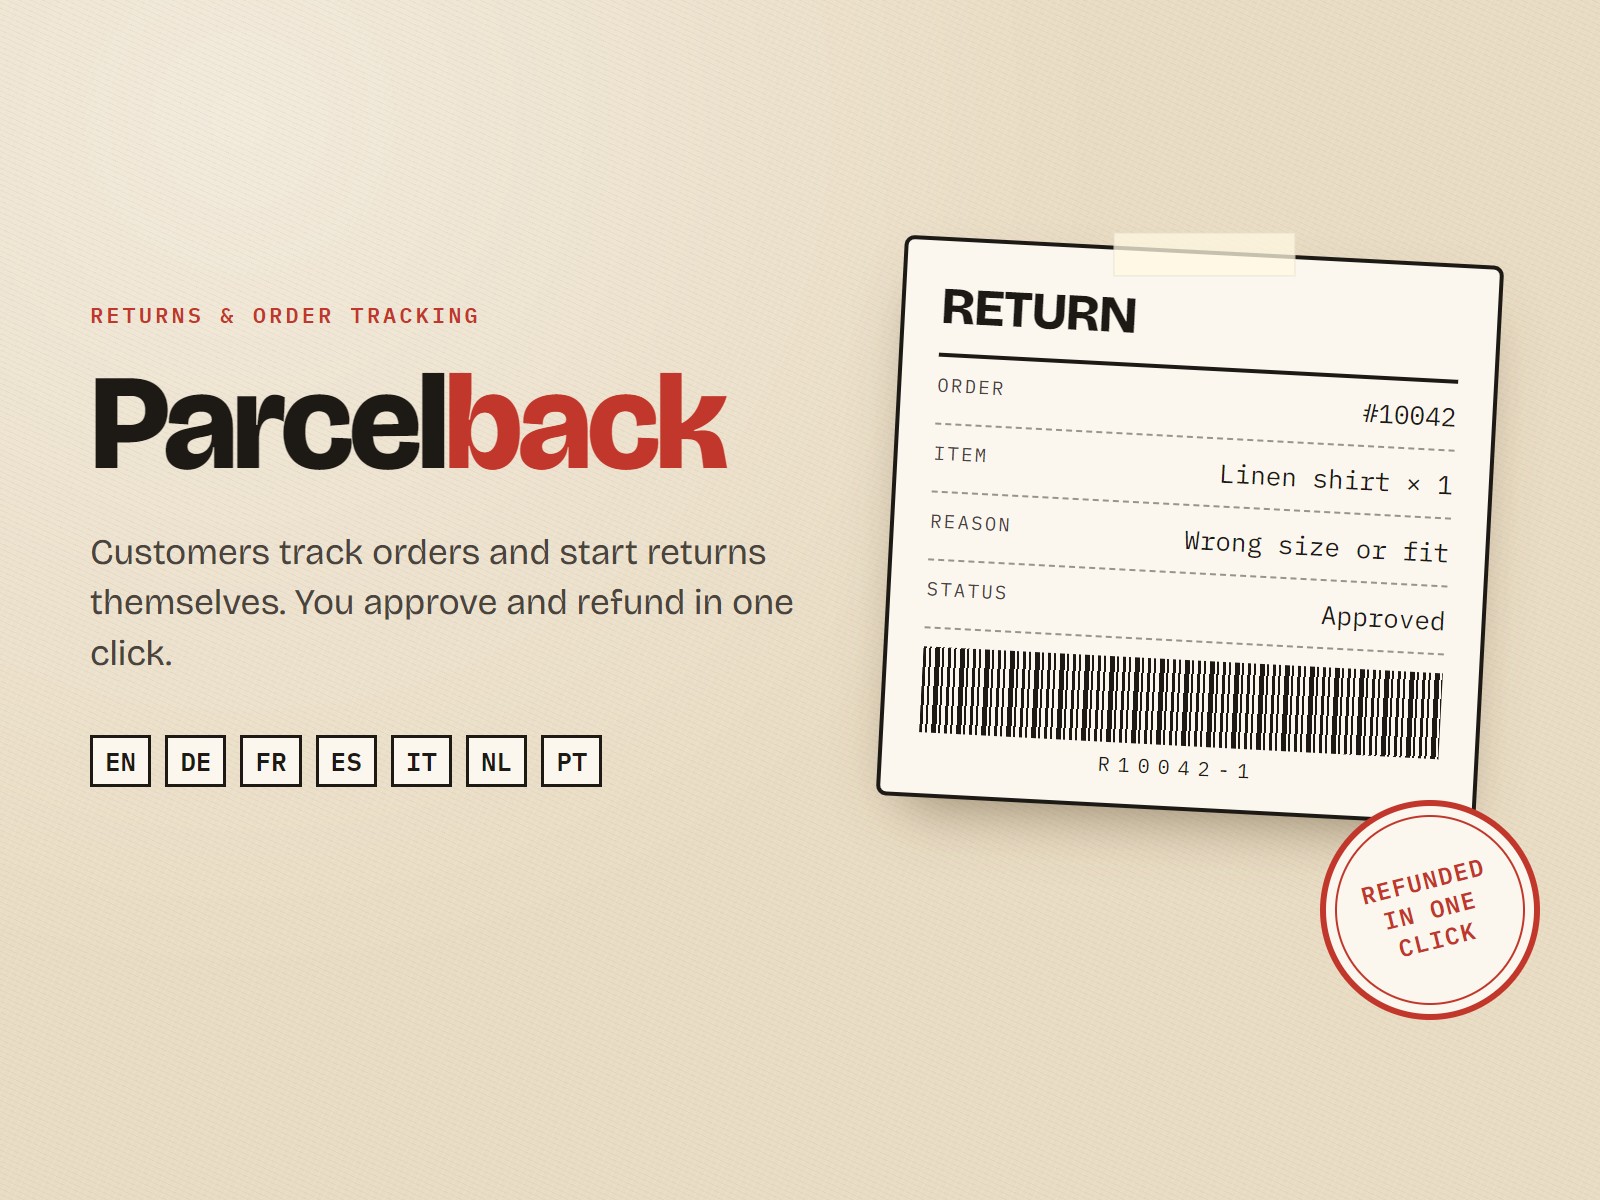 RETURNS & ORDER TRACKING
Parcelback
Customers track orders and start returns
themselves. You approve and refund in one
click.
EN DE FR ES IT NL PT
RETURN
ORDER #10042
ITEM Linen shirt × 1
REASON Wrong size or fit
STATUS Approved
R10042-1
REFUNDED
IN ONE
CLICK